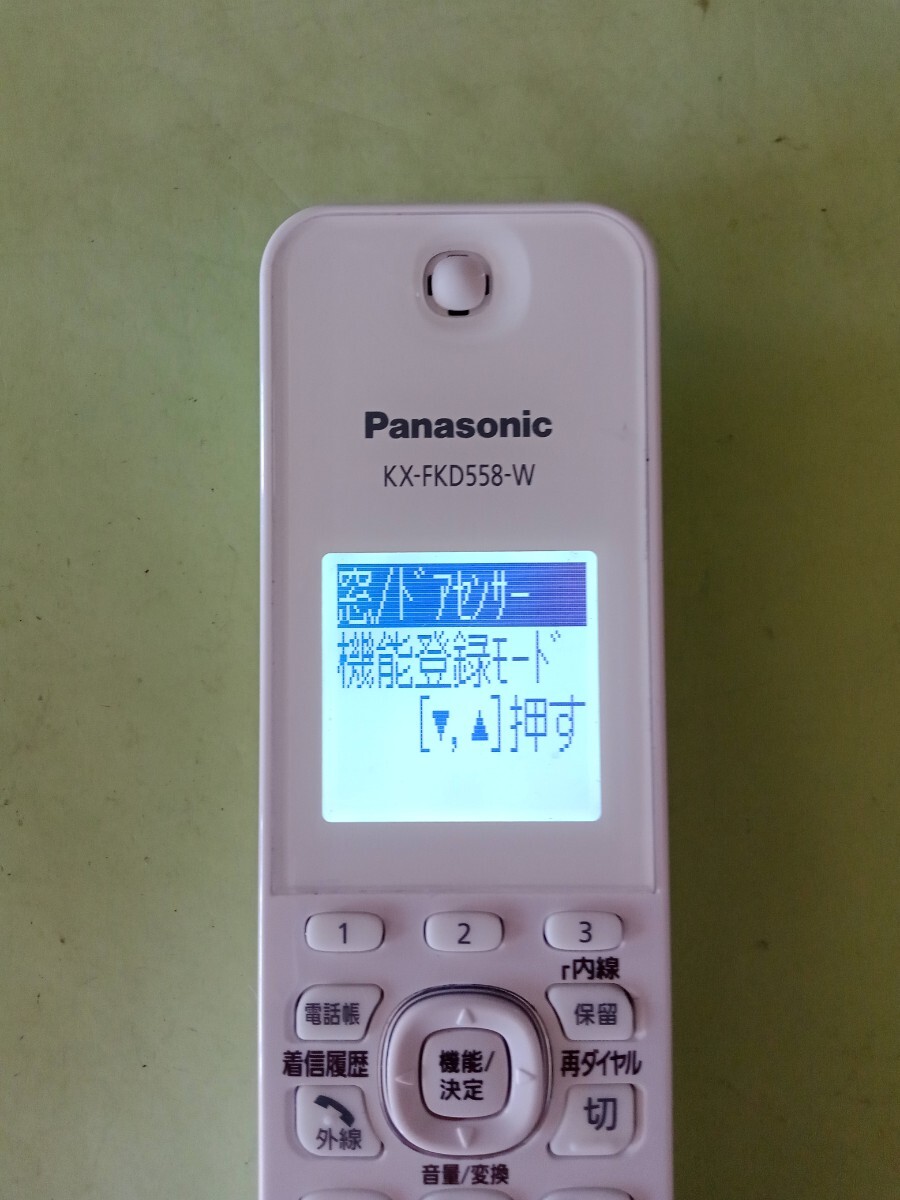 Panasonic
KX-FKD558-W
窓/ドアセンサー
機能登録モード
[▼,▲]押す
1
2
3
r内線
電話帳
保留
機能/
決定
着信履歴
再ダイヤル
外線
切
音量/変換